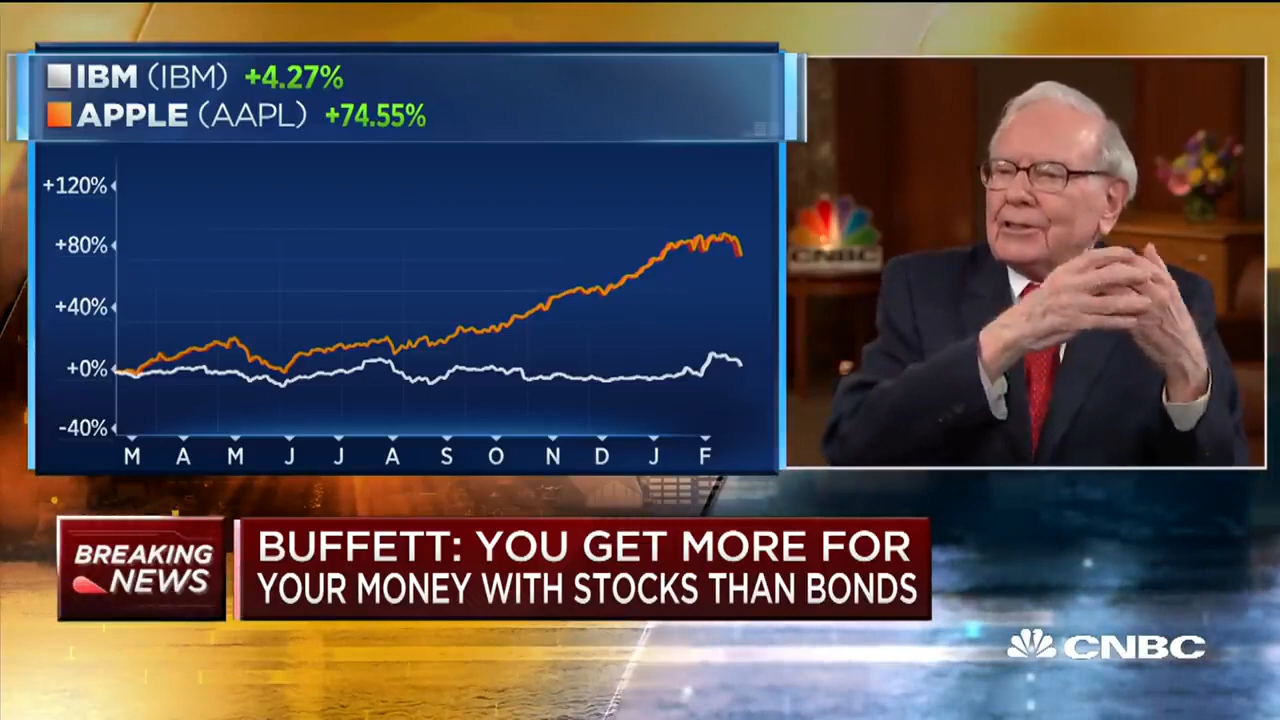 IBM (IBM) +4.27%
APPLE (AAPL) +74.55%
+120%
+80%
+40%
+0%
-40%
M A M J J A S O N D J F
CNBC
BREAKING
NEWS
BUFFETT: YOU GET MORE FOR
YOUR MONEY WITH STOCKS THAN BONDS
CNBC